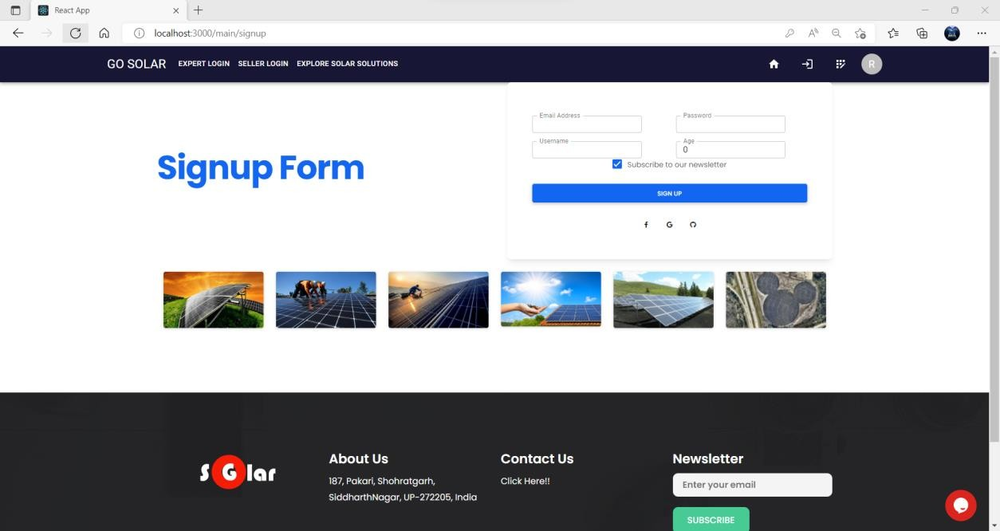 React App
localhost:3000/main/signup
GO SOLAR EXPERT LOGIN SELLER LOGIN EXPLORE SOLAR SOLUTIONS R
Email Address Password
Username Age
0
Signup Form
Subscribe to our newsletter
SIGN UP
SGlar
About Us Contact Us Newsletter
187, Pakari, Shohratgarh, Click Here!! Enter your email
SiddharthNagar, UP-272205, India
SUBSCRIBE